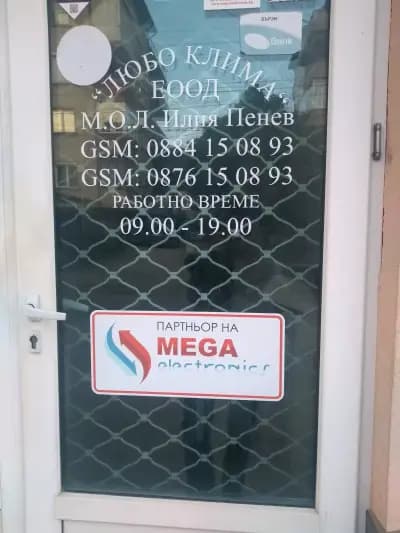 "ЛЮБО КЛИМА"
ЕООД
М.О.Л. Илия Пенев
GSM: 0884 15 08 93
GSM: 0876 15 08 93
РАБОТНО ВРЕМЕ
09.00 - 19.00
ПАРТНЬОР НА
MEGA
electronics